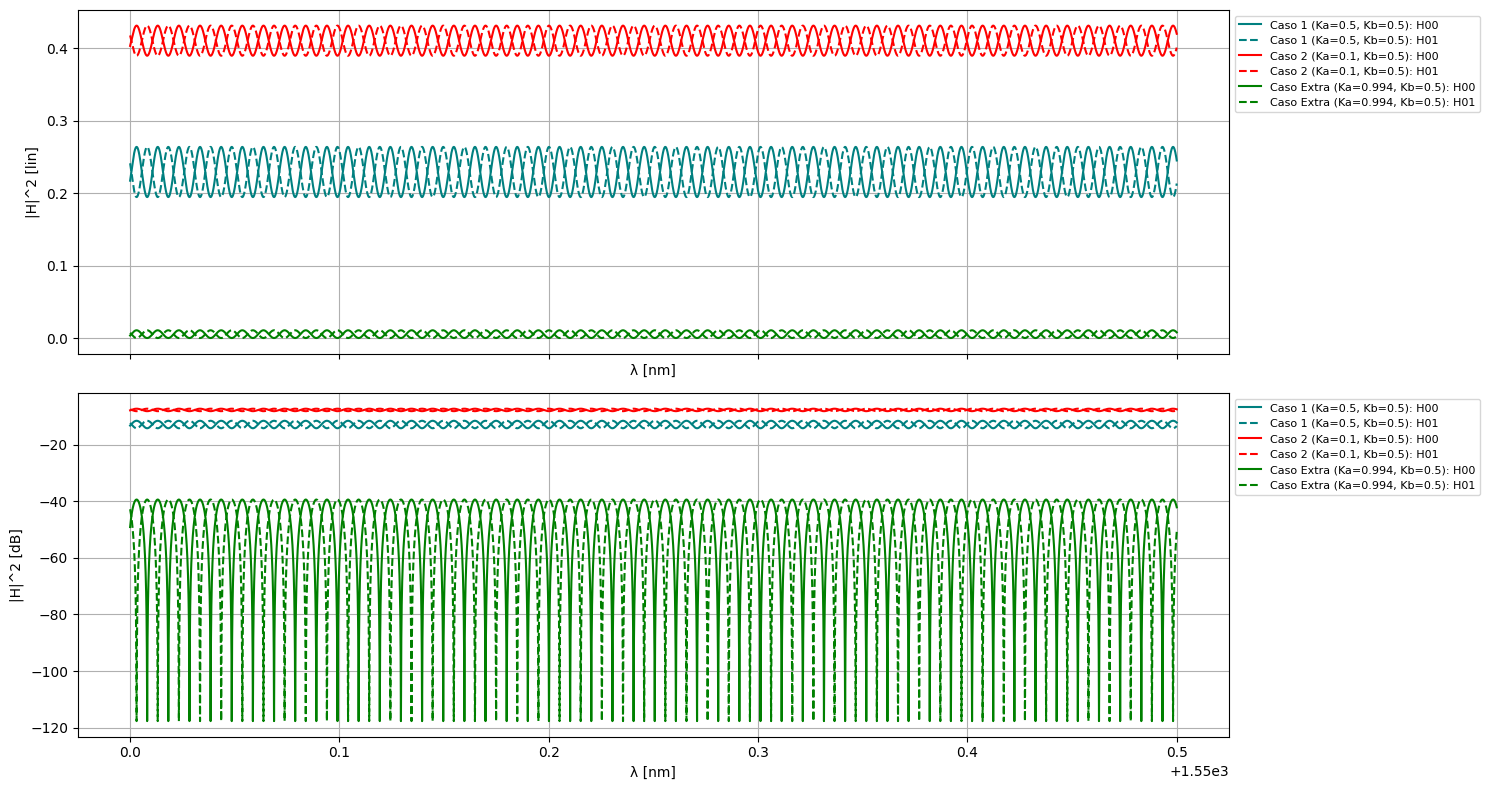 0.4
0.3
0.2
0.1
0.0
|H|^2 [lin]
λ [nm]
Caso 1 (Ka=0.5, Kb=0.5): H00
Caso 1 (Ka=0.5, Kb=0.5): H01
Caso 2 (Ka=0.1, Kb=0.5): H00
Caso 2 (Ka=0.1, Kb=0.5): H01
Caso Extra (Ka=0.994, Kb=0.5): H00
Caso Extra (Ka=0.994, Kb=0.5): H01
−20
−40
−60
−80
−100
−120
|H|^2 [dB]
0.0 0.1 0.2 0.3 0.4 0.5
λ [nm]
+1.55e3
Caso 1 (Ka=0.5, Kb=0.5): H00
Caso 1 (Ka=0.5, Kb=0.5): H01
Caso 2 (Ka=0.1, Kb=0.5): H00
Caso 2 (Ka=0.1, Kb=0.5): H01
Caso Extra (Ka=0.994, Kb=0.5): H00
Caso Extra (Ka=0.994, Kb=0.5): H01